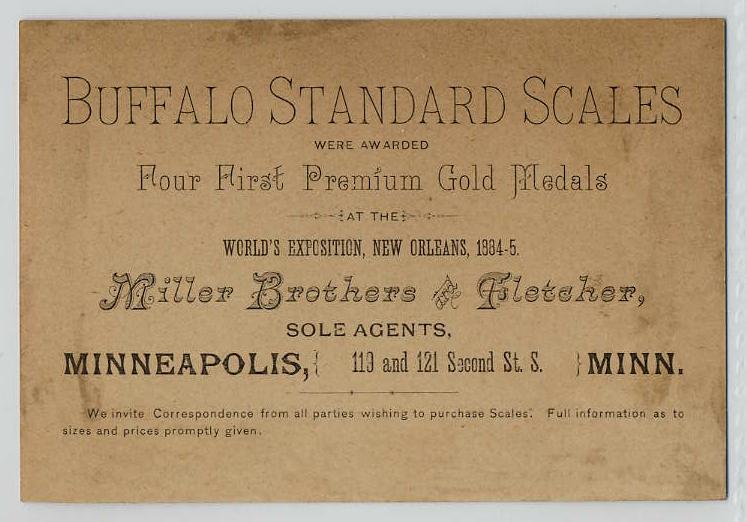 BUFFALO STANDARD SCALES
WERE AWARDED
Four First Premium Gold Medals
AT THE
WORLD'S EXPOSITION, NEW ORLEANS, 1884-5.
Miller Brothers and Fletcher,
SOLE AGENTS,
MINNEAPOLIS, { 119 and 121 Second St. S. } MINN.
We invite Correspondence from all parties wishing to purchase Scales. Full information as to
sizes and prices promptly given.